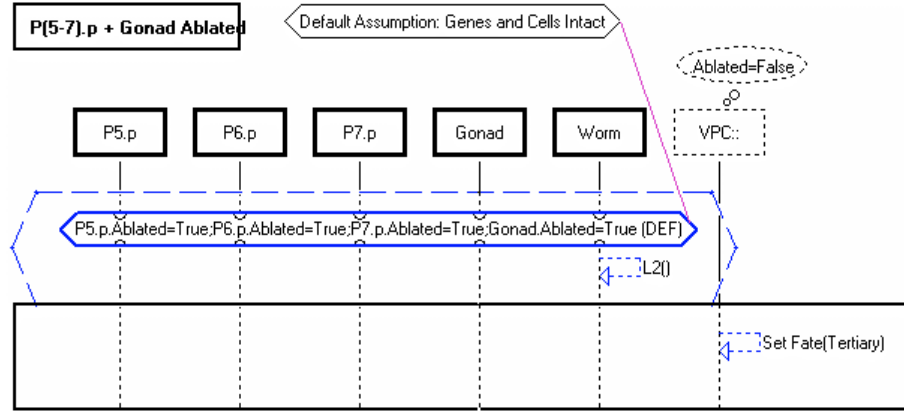 P(5-7).p + Gonad Ablated
Default Assumption: Genes and Cells Intact
Ablated=False
P5.p
P6.p
P7.p
Gonad
Worm
VPC::
P5.p.Ablated=True;P6.p.Ablated=True;P7.p.Ablated=True;Gonad.Ablated=True (DEF)
L2()
Set Fate(Tertiary)